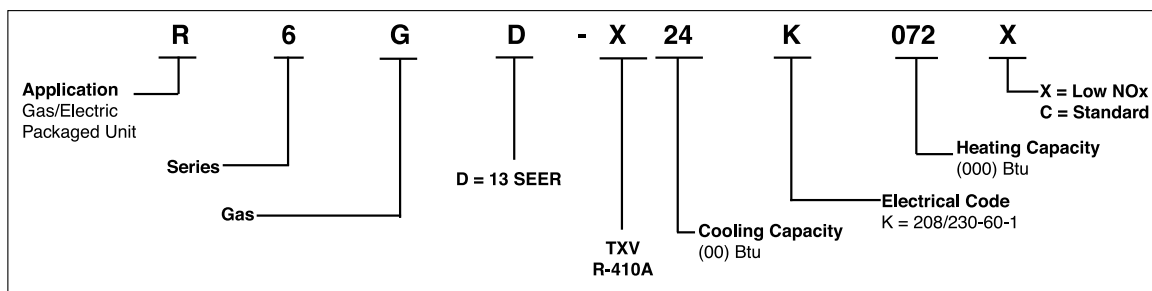 R 6 G D - X 24 K 072 X
Application
Gas/Electric
Packaged Unit
Series
Gas
D = 13 SEER
TXV
R-410A
Cooling Capacity
(00) Btu
Electrical Code
K = 208/230-60-1
Heating Capacity
(000) Btu
X = Low NOx
C = Standard